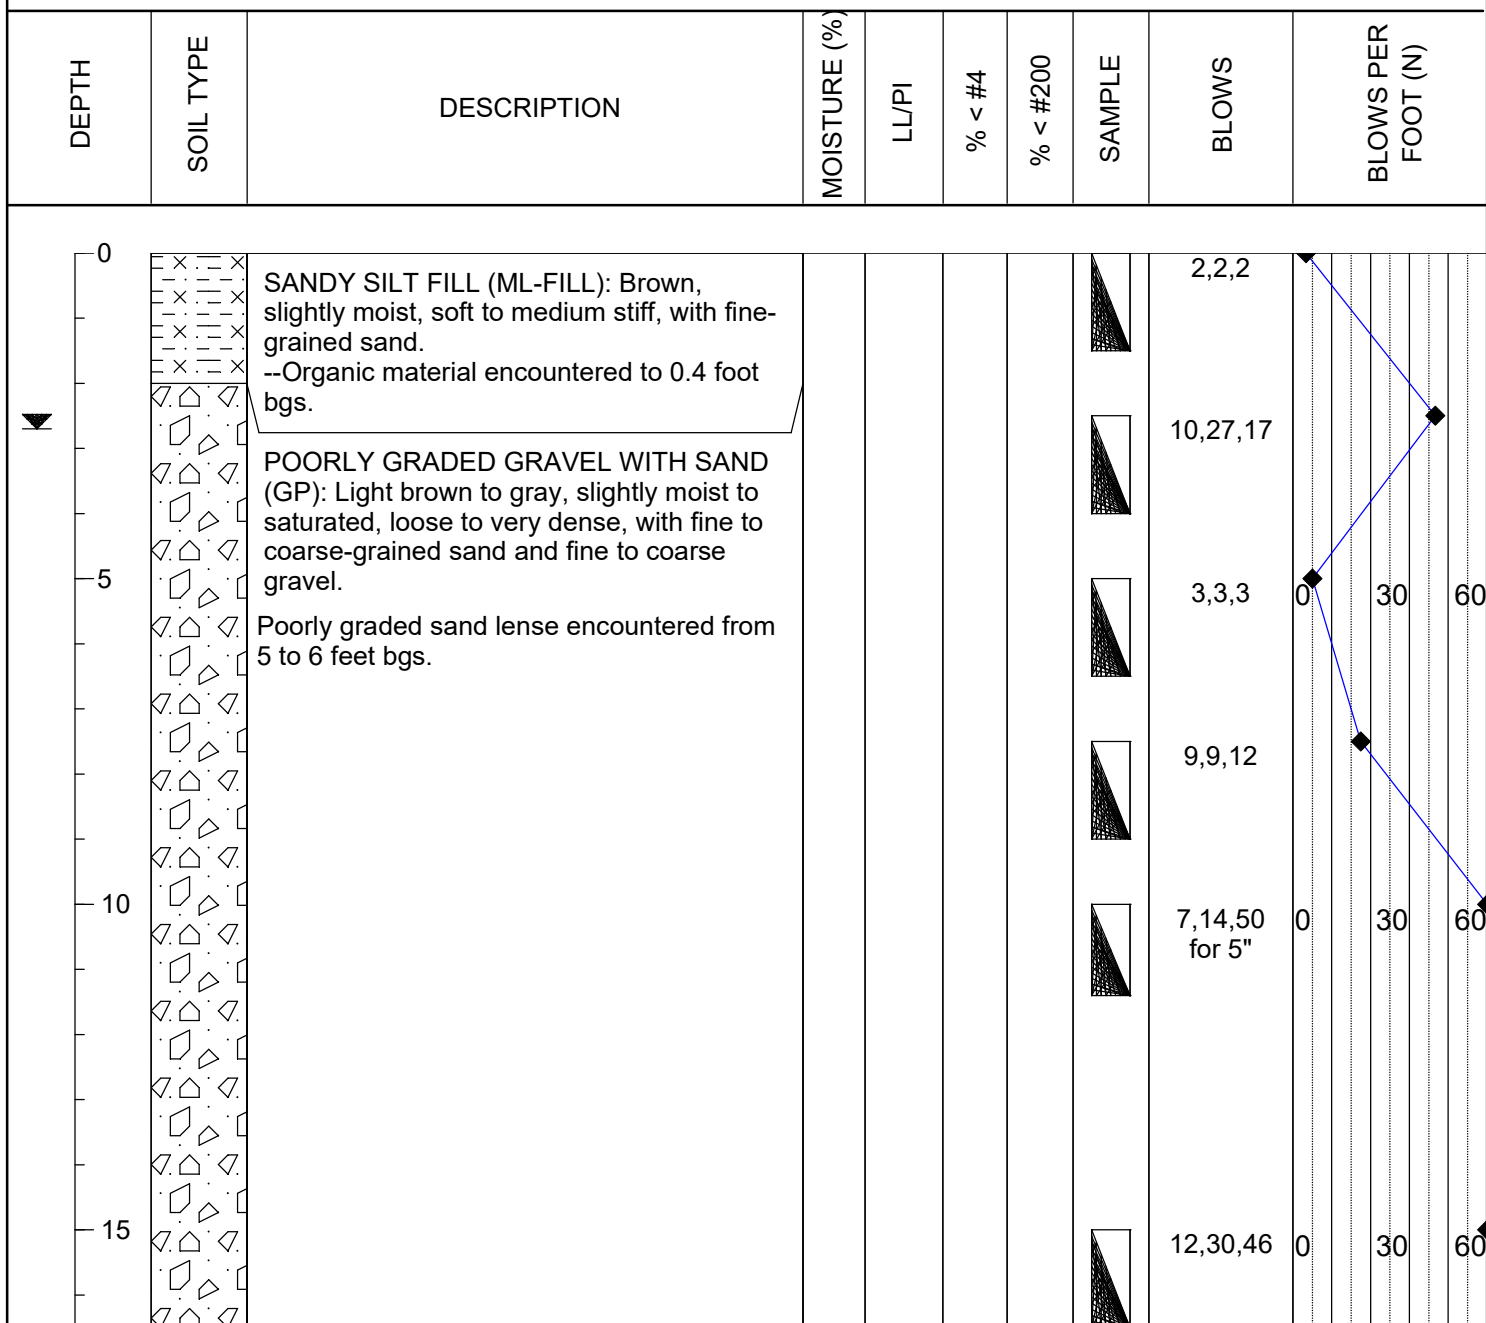 DEPTH
SOIL TYPE
DESCRIPTION
MOISTURE (%)
LL/PI
% < #4
% < #200
SAMPLE
BLOWS
BLOWS PER
FOOT (N)
0
SANDY SILT FILL (ML-FILL): Brown,
slightly moist, soft to medium stiff, with fine-
grained sand.
--Organic material encountered to 0.4 foot
bgs.
2,2,2
POORLY GRADED GRAVEL WITH SAND
(GP): Light brown to gray, slightly moist to
saturated, loose to very dense, with fine to
coarse-grained sand and fine to coarse
gravel.
10,27,17
5
3,3,3
0 30 60
Poorly graded sand lense encountered from
5 to 6 feet bgs.
9,9,12
10
7,14,50
for 5"
0 30 60
15
12,30,46
0 30 60